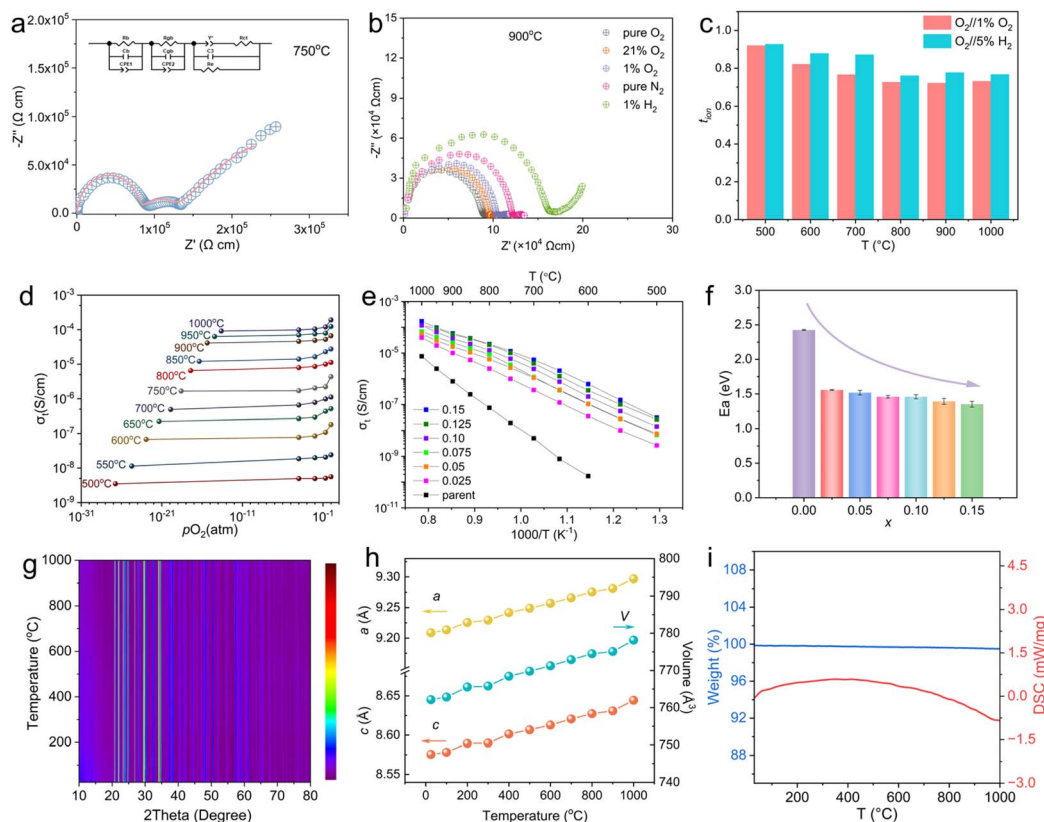 a
2.0x10⁵
1.5x10⁵
1.0x10⁵
5.0x10⁴
0.0
-Z'' (Ω cm)
Rb
Cb
CPE1
Rgb
Cgb
CPE2
Rct
C3
Re
750°C
0 1x10⁵ 2x10⁵ 3x10⁵
Z' (Ω cm)
b
15
12
9
6
3
0
-Z'' (×10⁴ Ωcm)
900°C
pure O₂
21% O₂
1% O₂
pure N₂
1% H₂
0 10 20 30
Z' (×10⁴ Ωcm)
c
1.0
0.8
0.6
0.4
0.2
0.0
tion
O₂//1% O₂
O₂//5% H₂
500 600 700 800 900 1000
T (°C)
d
10⁻³
10⁻⁴
10⁻⁵
10⁻⁶
10⁻⁷
10⁻⁸
10⁻⁹
σt(S/cm)
1000°C
950°C
900°C
850°C
800°C
750°C
700°C
650°C
600°C
550°C
500°C
10⁻³¹ 10⁻²¹ 10⁻¹¹ 10⁻¹
pO₂(atm)
e
T (°C)
1000 900 800 700 600 500
10⁻³
10⁻⁵
10⁻⁷
10⁻⁹
10⁻¹¹
σt (S/cm)
0.15
0.125
0.10
0.075
0.05
0.025
parent
0.8 0.9 1.0 1.1 1.2 1.3
1000/T (K⁻¹)
f
3.0
2.5
2.0
1.5
1.0
0.5
0.0
Ea (eV)
0.00 0.05 0.10 0.15
x
g
1000
800
600
400
200
Temperature (°C)
10 20 30 40 50 60 70 80
2Theta (Degree)
h
9.30
9.25
9.20
a (Å)
8.65
8.60
8.55
c (Å)
a
V
c
800
790
780
770
760
750
740
Volume (Å³)
0 200 400 600 800 1000
Temperature (°C)
i
108
104
100
96
92
88
Weight (%)
4.5
3.0
1.5
0.0
−1.5
−3.0
DSC (mW/mg)
200 400 600 800 1000
T (°C)